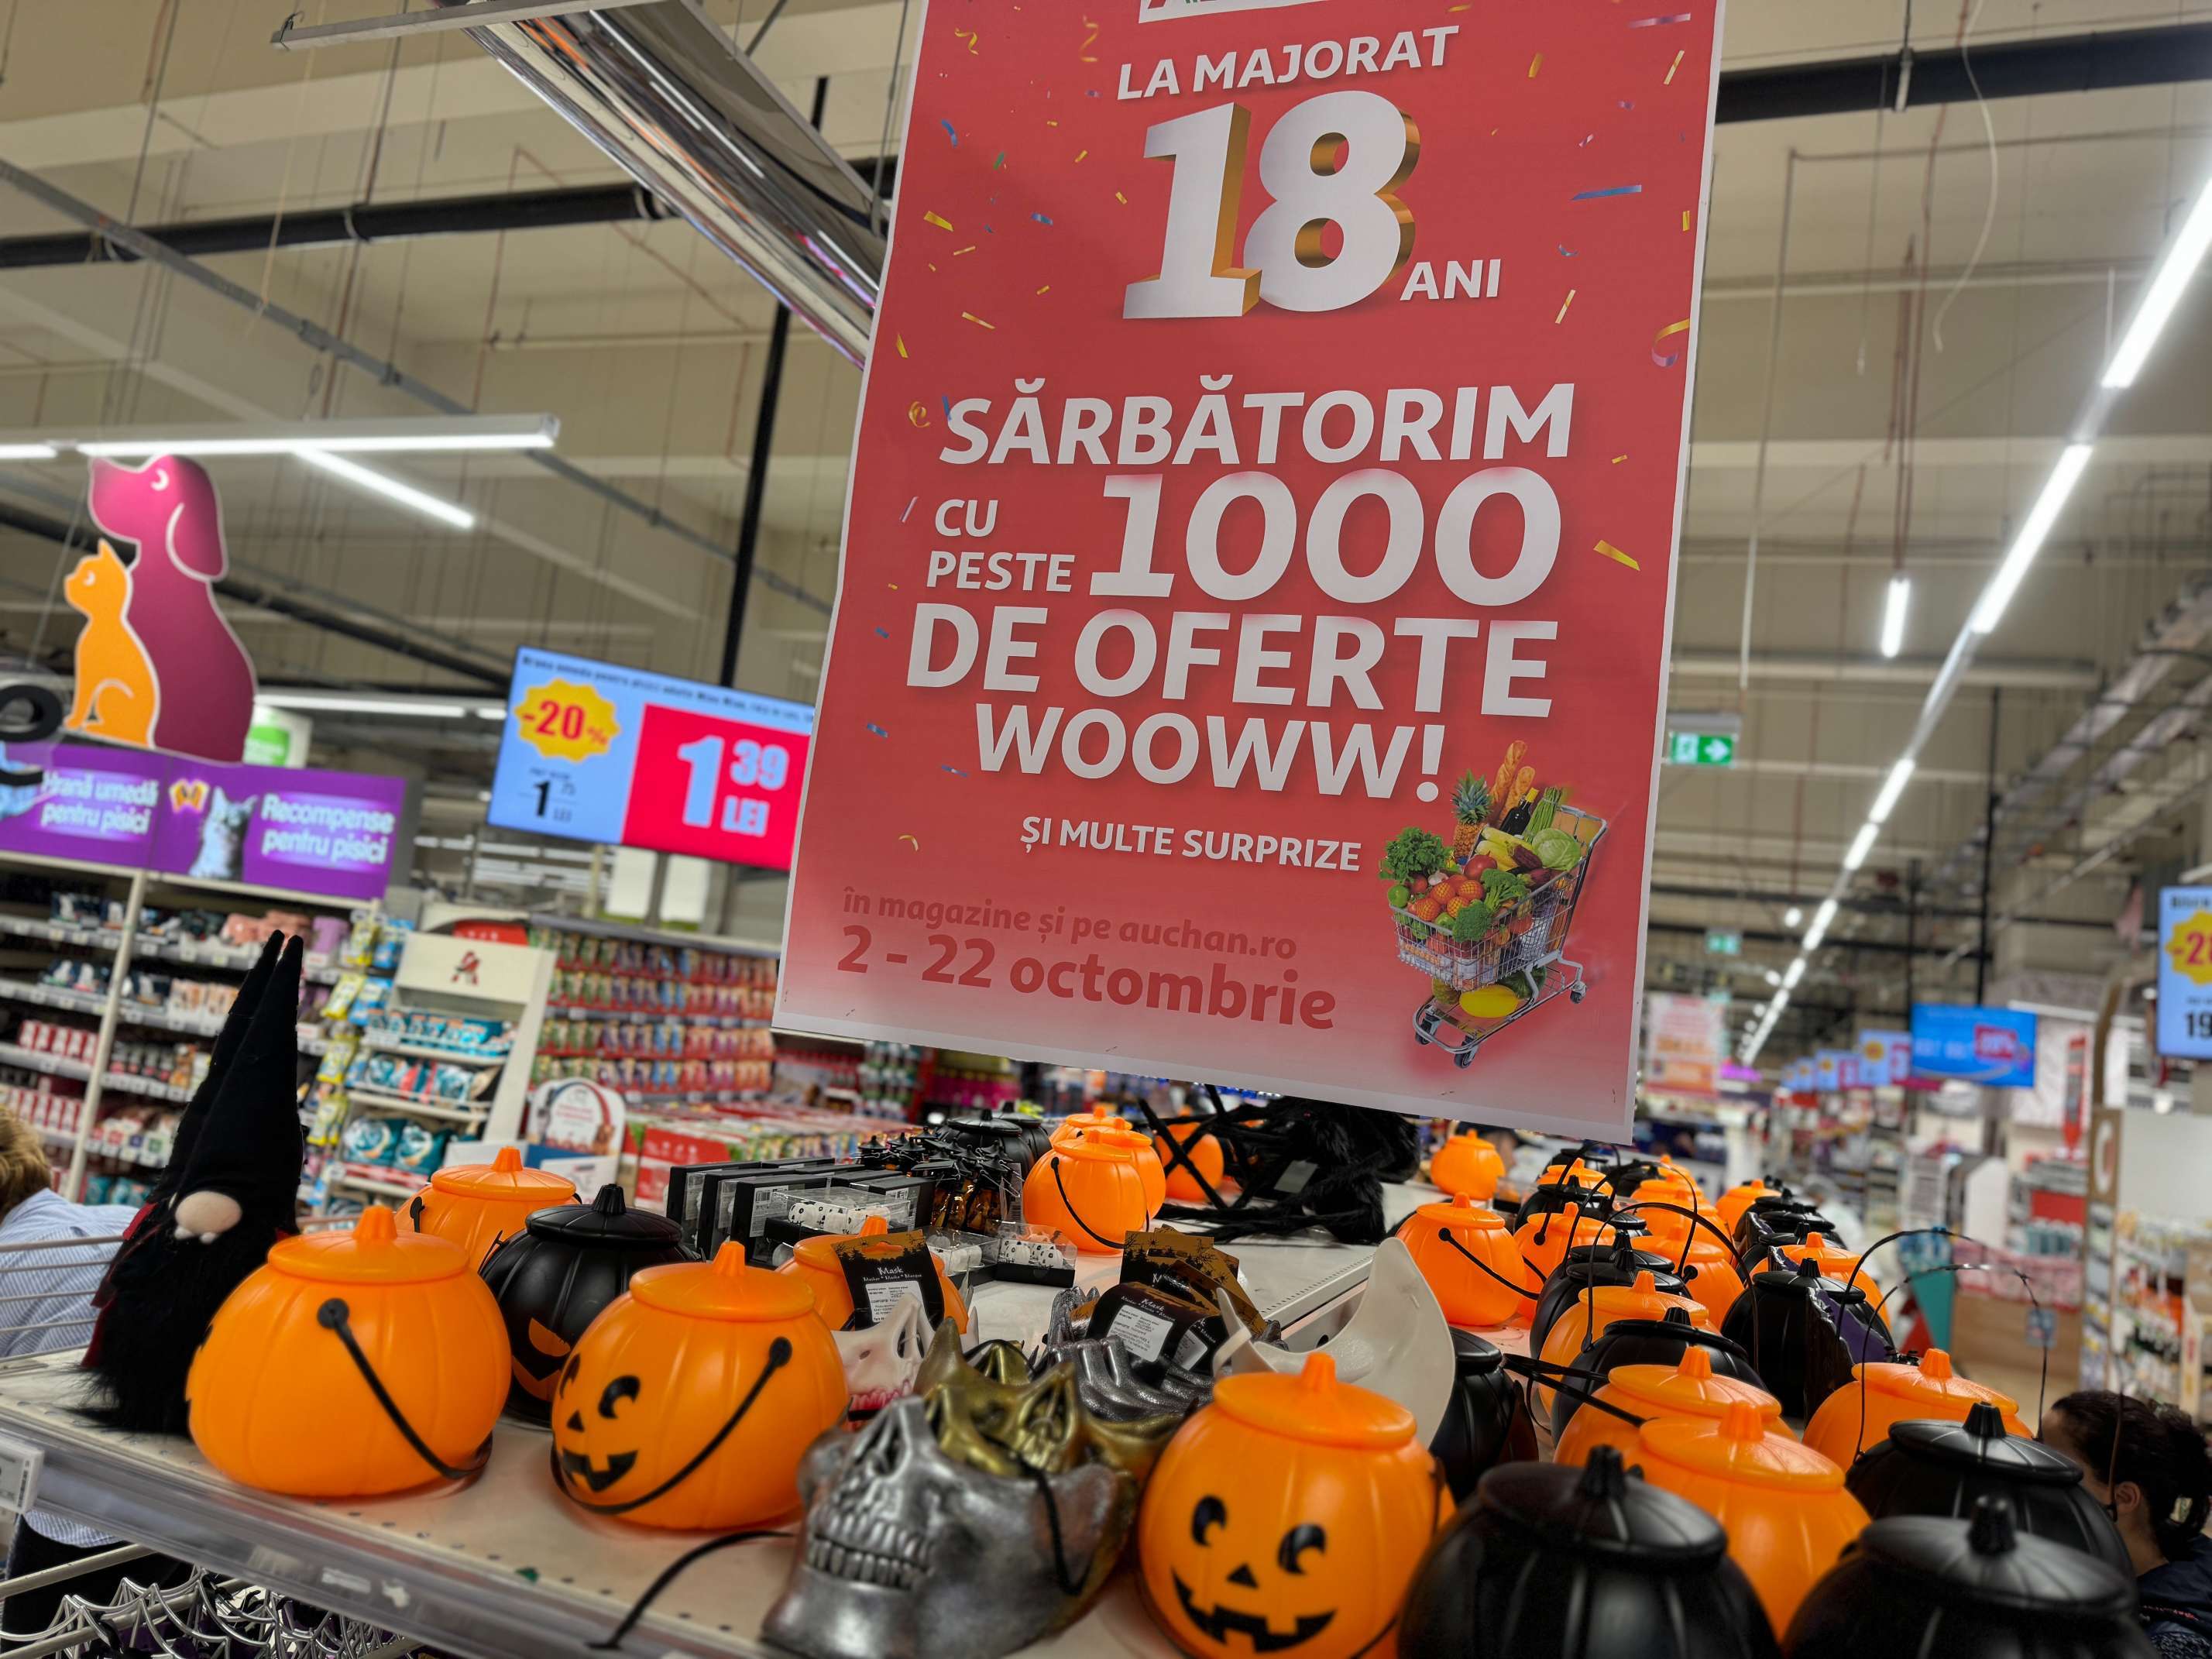 LA MAJORAT
18 ANI
SĂRBĂTORIM
CU PESTE 1000
DE OFERTE
WOOWW!
ȘI MULTE SURPRIZE
în magazine și pe auchan.ro
2 - 22 octombrie
-20%
1 39
LEI
1 75
LEI
Hrană umedă
pentru pisici
Recompense
pentru pisici
Mask
Mask